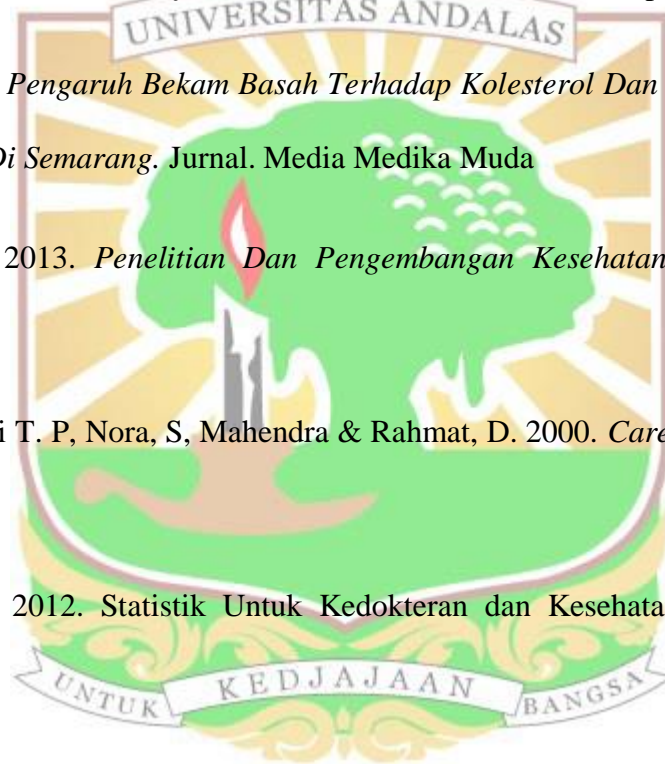 UNIVERSITAS ANDALAS
Pengaruh Bekam Basah Terhadap Kolesterol Dan
Di Semarang. Jurnal. Media Medika Muda
2013. Penelitian Dan Pengembangan Kesehatan
i T. P, Nora, S, Mahendra & Rahmat, D. 2000. Care
2012. Statistik Untuk Kedokteran dan Kesehata
UNTUK KEDJAJAAN BANGSA